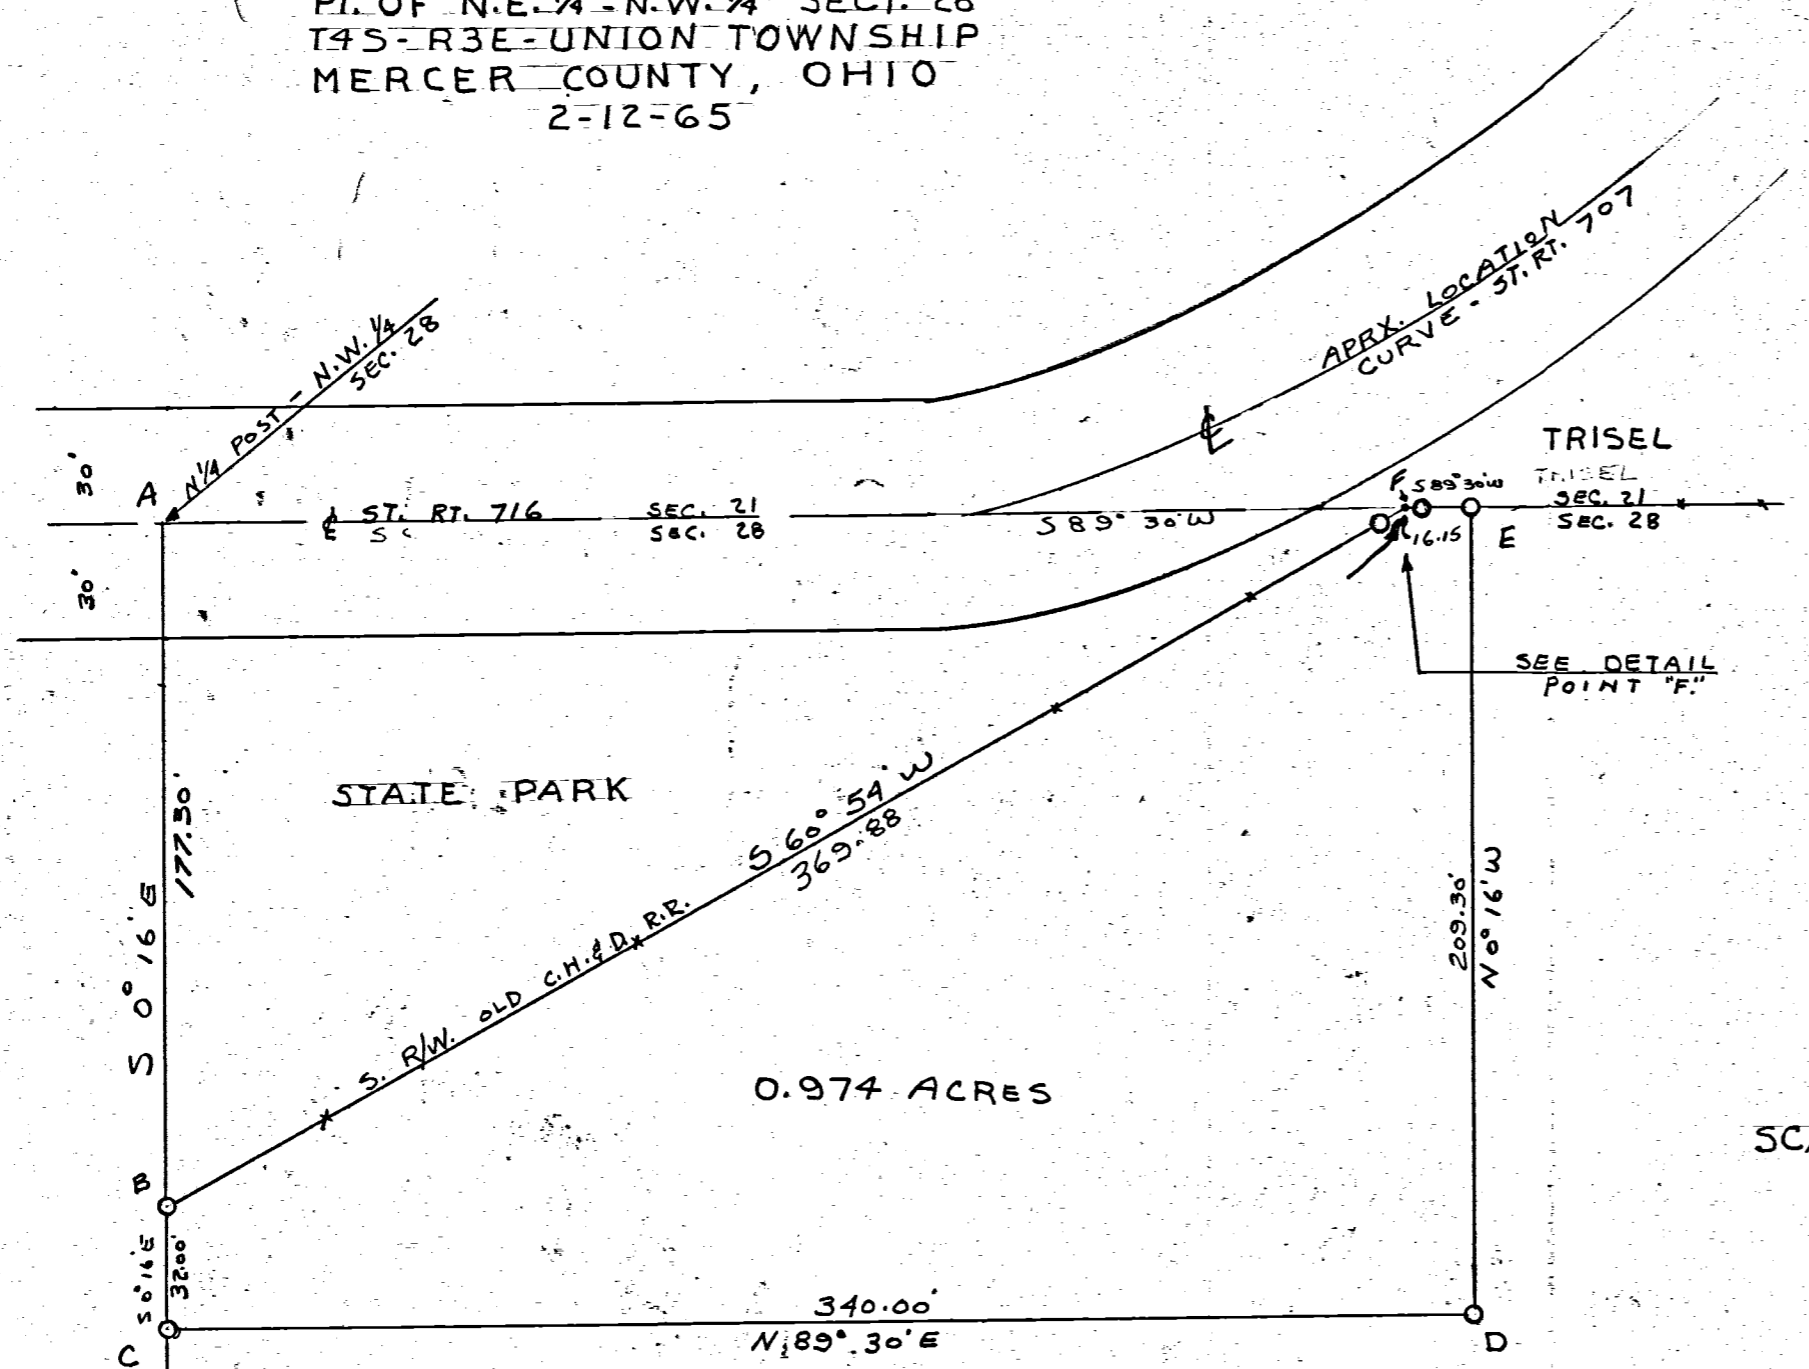 PT. OF N.E. 1/4 - N.W. 1/4 SECT. 28
T4S-R3E-UNION TOWNSHIP
MERCER COUNTY, OHIO
2-12-65
APRX. LOCATION
CURVE - ST. RT. 707
N 1/4 POST - N.W. 1/4
SEC. 28
30'
A
℄ ST. RT. 716
SEC. 21
SEC. 28
30'
℄
S 89° 30' W
F
S 89° 30' W
16.15
E
TRISEL
TRISEL
SEC. 21
SEC. 28
SEE DETAIL
POINT "F."
STATE PARK
177.30'
S 0° 16' E
S 60° 54' W
369.88
S. R/W. OLD C.H. & D. R.R.
209.30'
N 0° 16' W
0.974 ACRES
B
S 0° 16' E
32.00'
340.00'
N. 89° 30' E
C
D